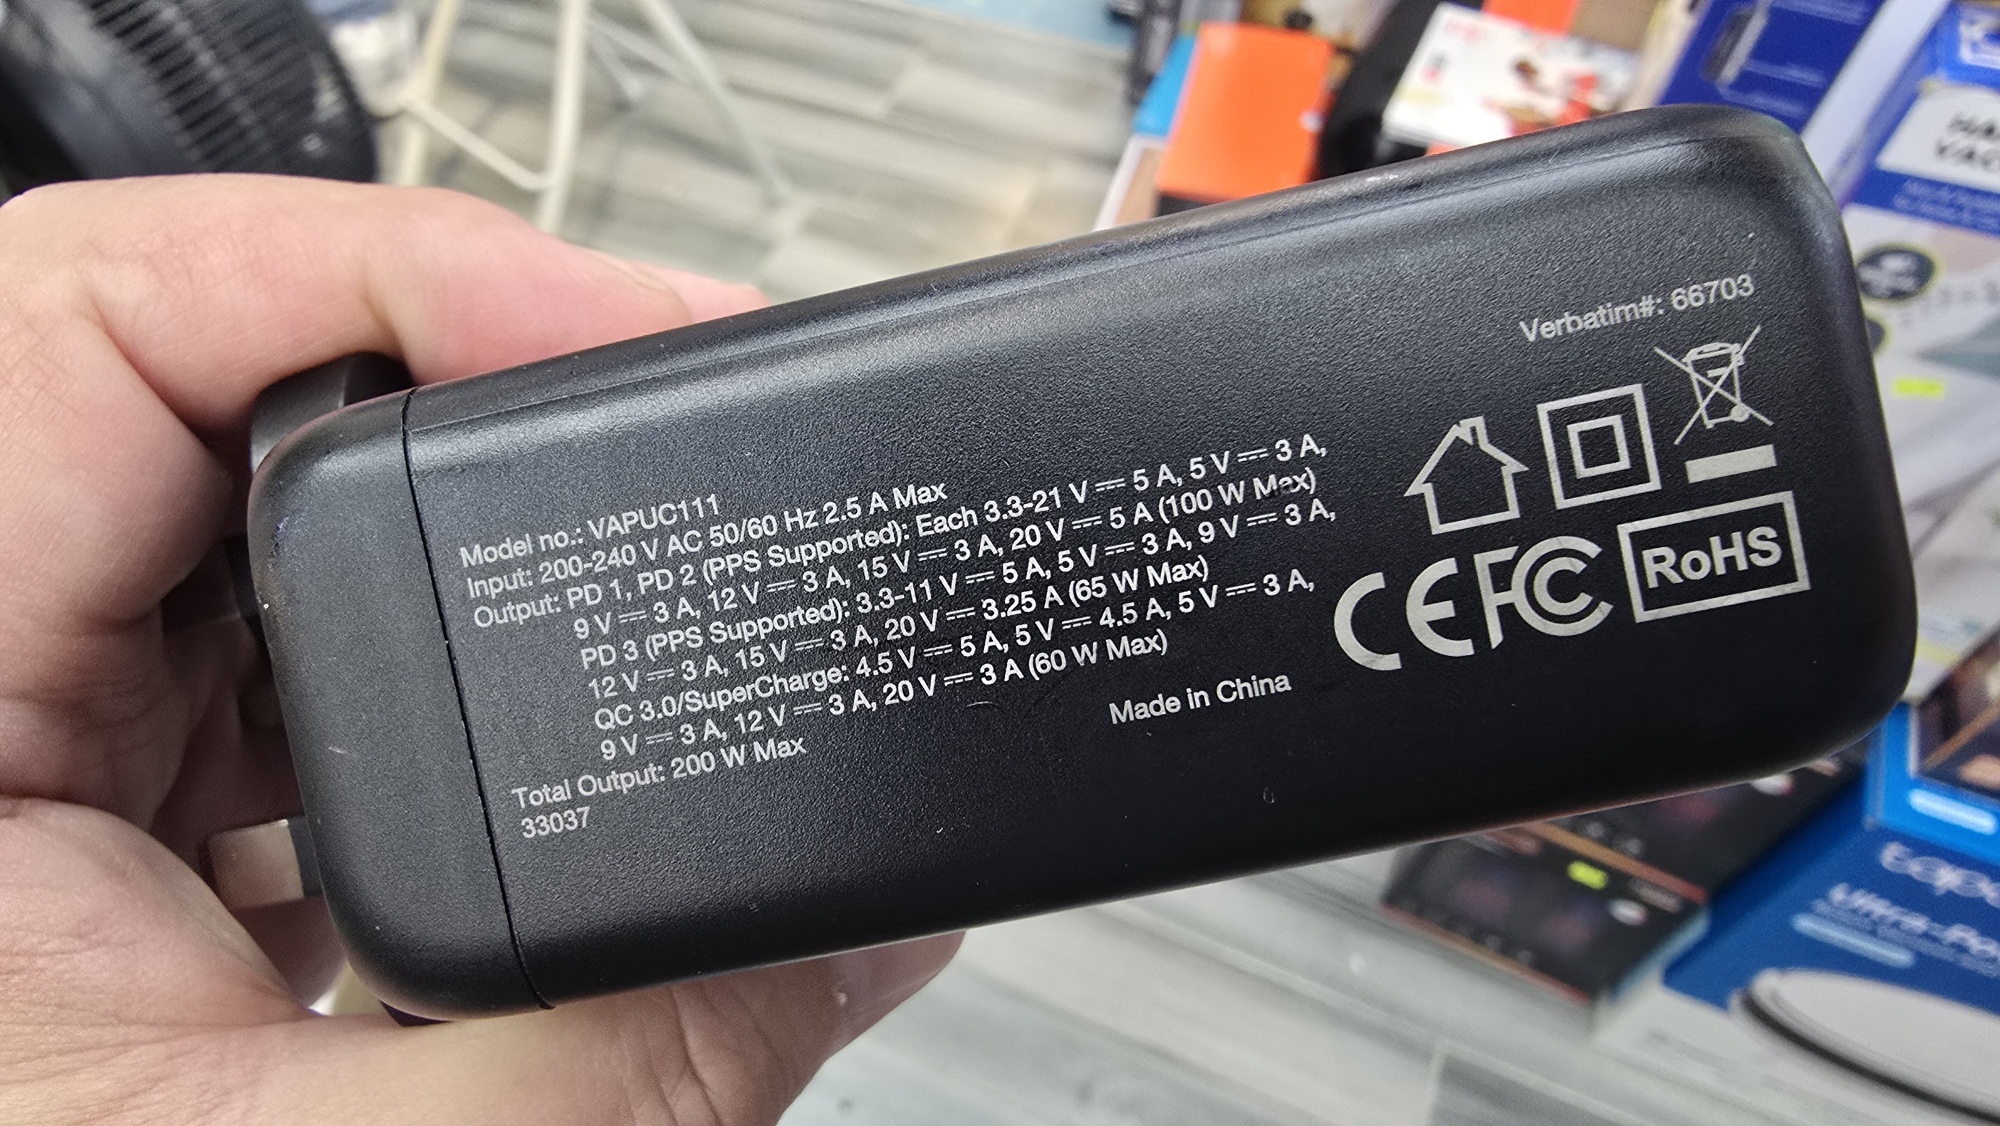 Verbatim#: 66703
Model no.: VAPUC111
Input: 200-240 V AC 50/60 Hz 2.5 A Max
Output: PD 1, PD 2 (PPS Supported): Each 3.3-21 V ⎓ 5 A, 5 V ⎓ 3 A,
9 V ⎓ 3 A, 12 V ⎓ 3 A, 15 V ⎓ 3 A, 20 V ⎓ 5 A (100 W Max)
PD 3 (PPS Supported): 3.3-11 V ⎓ 5 A, 5 V ⎓ 3 A, 9 V ⎓ 3 A,
12 V ⎓ 3 A, 15 V ⎓ 3 A, 20 V ⎓ 3.25 A (65 W Max)
QC 3.0/SuperCharge: 4.5 V ⎓ 5 A, 5 V ⎓ 4.5 A, 5 V ⎓ 3 A,
9 V ⎓ 3 A, 12 V ⎓ 3 A, 20 V ⎓ 3 A (60 W Max)
Total Output: 200 W Max
33037
Made in China
CE FC RoHS
tapo